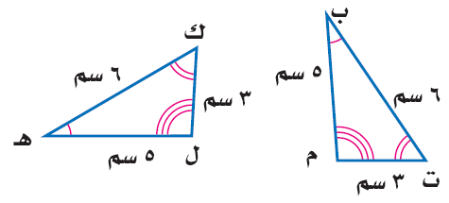 ب
ك
٥ سم
٦ سم
٦ سم
٣ سم
م
ت
٣ سم
هـ
ل
٥ سم